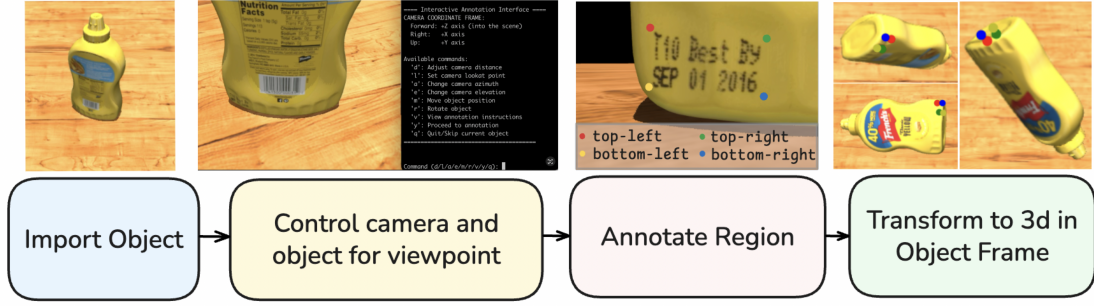 Nutrition
Facts
==== Interactive Annotation Interface ====
CAMERA COORDINATE FRAME:
Forward: +Z axis (into the scene)
Right: +X axis
Up: +Y axis
Available commands:
'd': Adjust camera distance
'l': Set camera lookat point
'a': Change camera azimuth
'e': Change camera elevation
'm': Move object position
'r': Rotate object
'v': View annotation instructions
'y': Proceed to annotation
'q': Quit/Skip current object
Command (d/l/a/e/m/r/v/y/q):
Best By
SEP 01 2016
top-left
top-right
bottom-left
bottom-right
40%
French's
Import Object
Control camera and
object for viewpoint
Annotate Region
Transform to 3d in
Object Frame